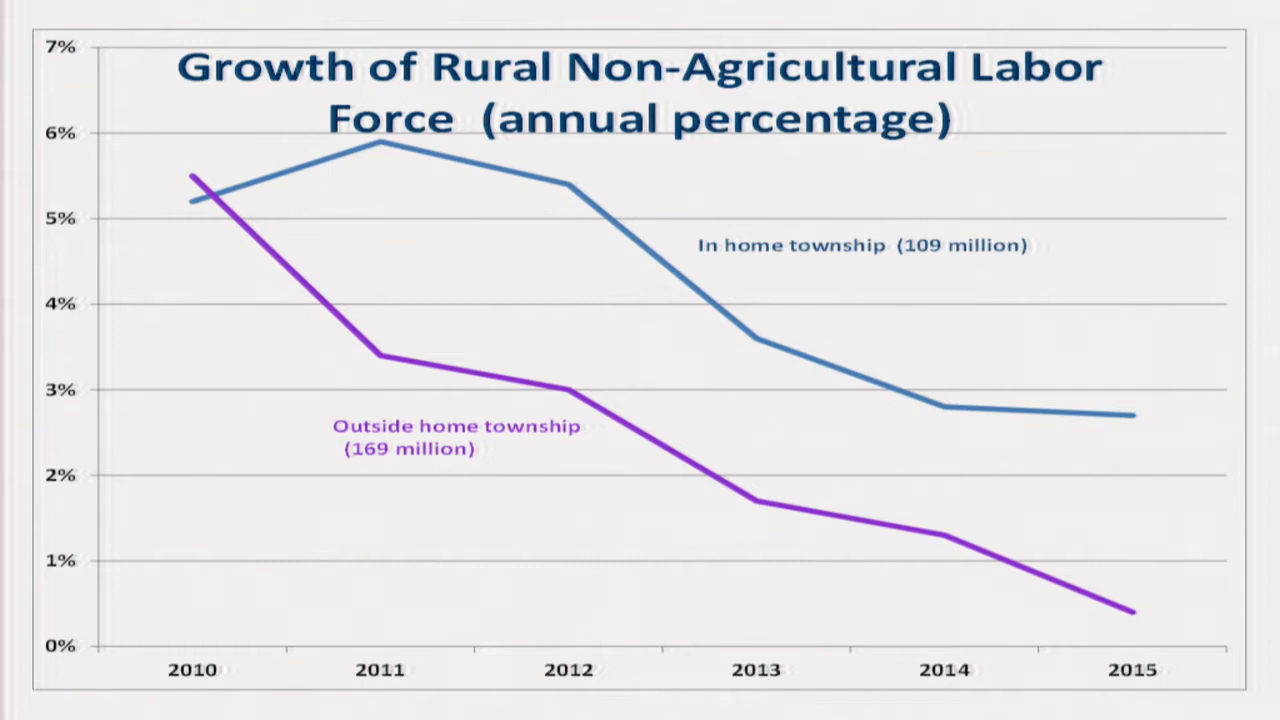 Growth of Rural Non-Agricultural Labor
Force (annual percentage)
7%
6%
5%
4%
3%
2%
1%
0%
In home township (109 million)
Outside home township
(169 million)
2010 2011 2012 2013 2014 2015